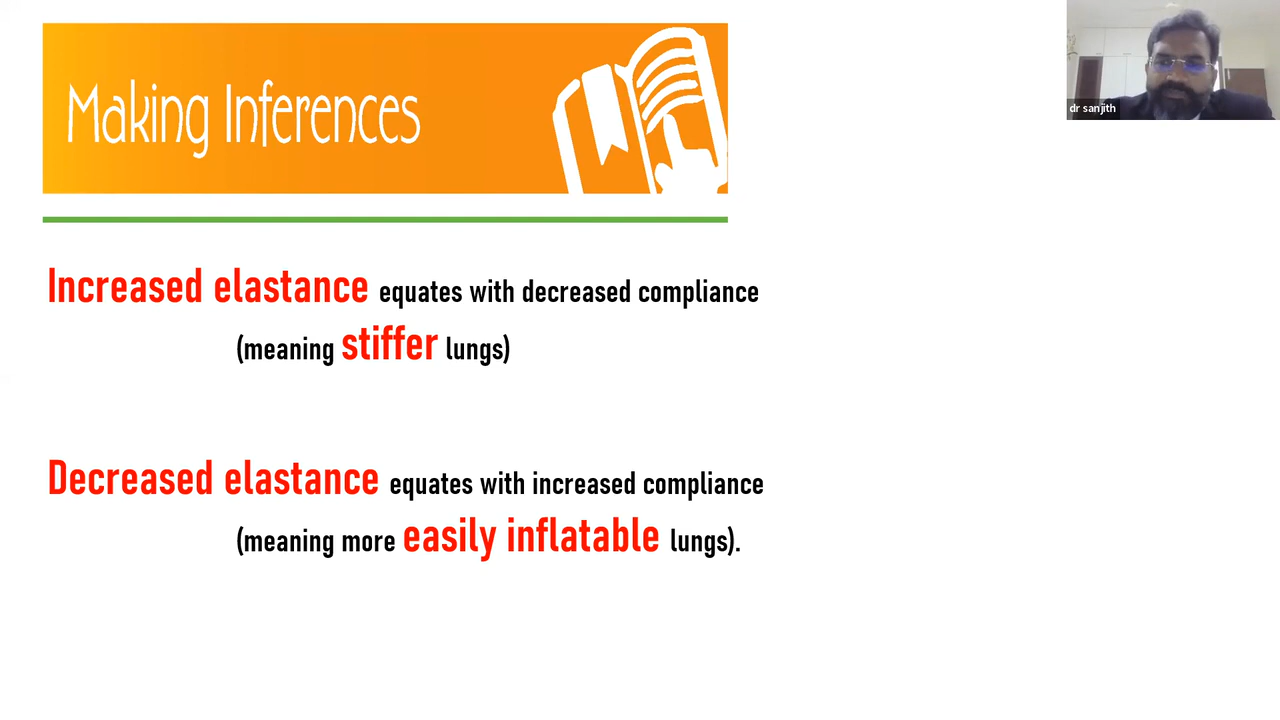 Making Inferences
dr sanjith
Increased elastance equates with decreased compliance
(meaning stiffer lungs)
Decreased elastance equates with increased compliance
(meaning more easily inflatable lungs).